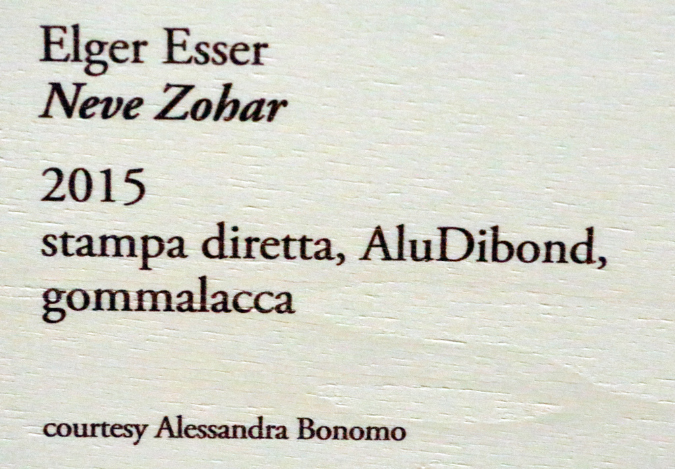 Elger Esser
Neve Zohar
2015
stampa diretta, AluDibond,
gommalacca
courtesy Alessandra Bonomo